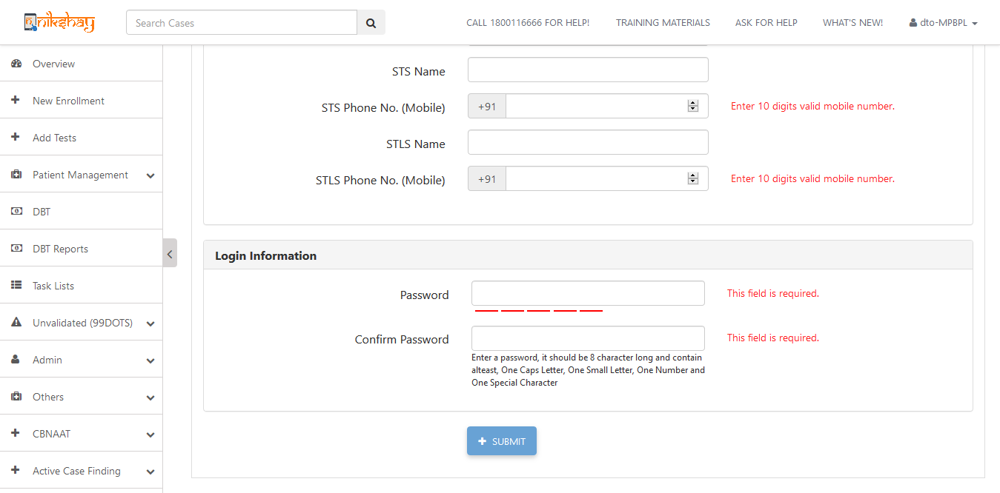 nikshay
Search Cases
CALL 1800116666 FOR HELP!
TRAINING MATERIALS
ASK FOR HELP
WHAT'S NEW!
dto-MPBPL
Overview
New Enrollment
Add Tests
Patient Management
DBT
DBT Reports
Task Lists
Unvalidated (99DOTS)
Admin
Others
CBNAAT
Active Case Finding
STS Name
STS Phone No. (Mobile)
+91
Enter 10 digits valid mobile number.
STLS Name
STLS Phone No. (Mobile)
+91
Enter 10 digits valid mobile number.
Login Information
Password
This field is required.
Confirm Password
This field is required.
Enter a password, it should be 8 character long and contain
alteast, One Caps Letter, One Small Letter, One Number and
One Special Character
SUBMIT